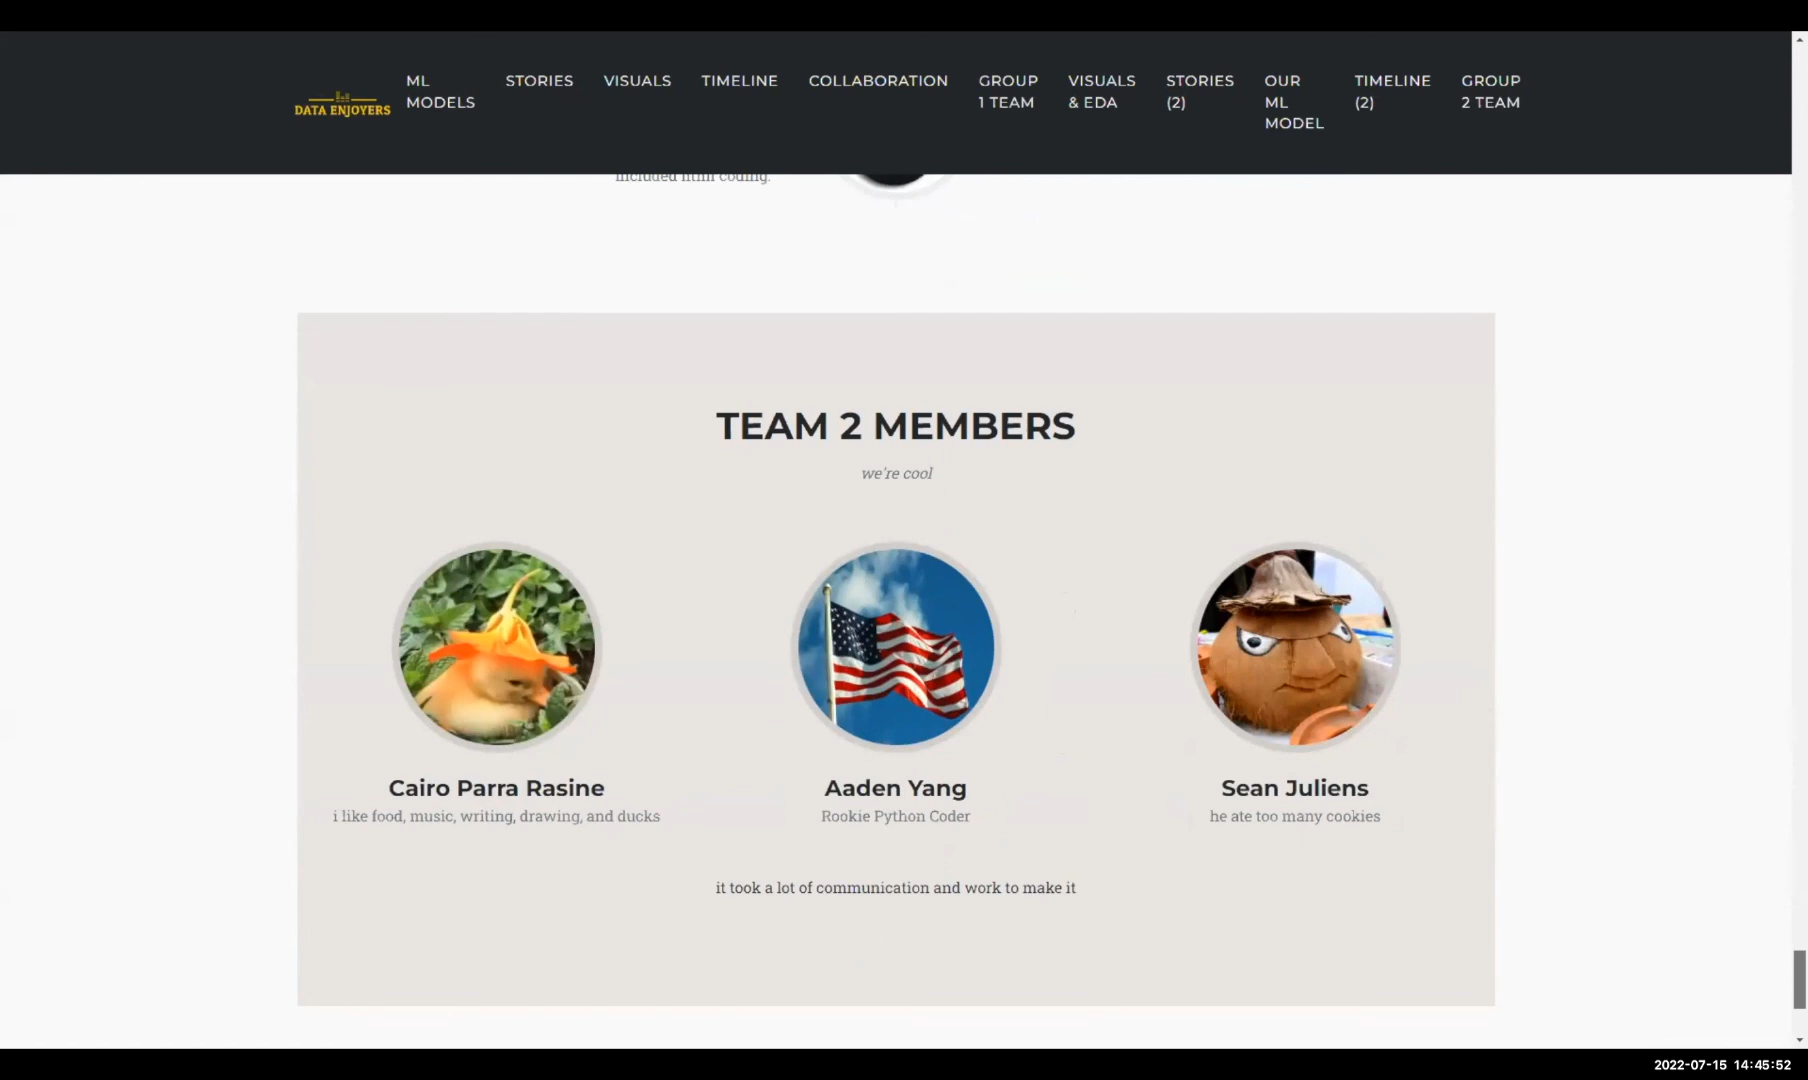 DATA ENJOYERS
ML
MODELS
STORIES
VISUALS
TIMELINE
COLLABORATION
GROUP
1 TEAM
VISUALS
& EDA
STORIES
(2)
OUR
ML
MODEL
TIMELINE
(2)
GROUP
2 TEAM
included html coding.
TEAM 2 MEMBERS
we're cool
Cairo Parra Rasine
i like food, music, writing, drawing, and ducks
Aaden Yang
Rookie Python Coder
Sean Juliens
he ate too many cookies
it took a lot of communication and work to make it
2022-07-15 14:45:52